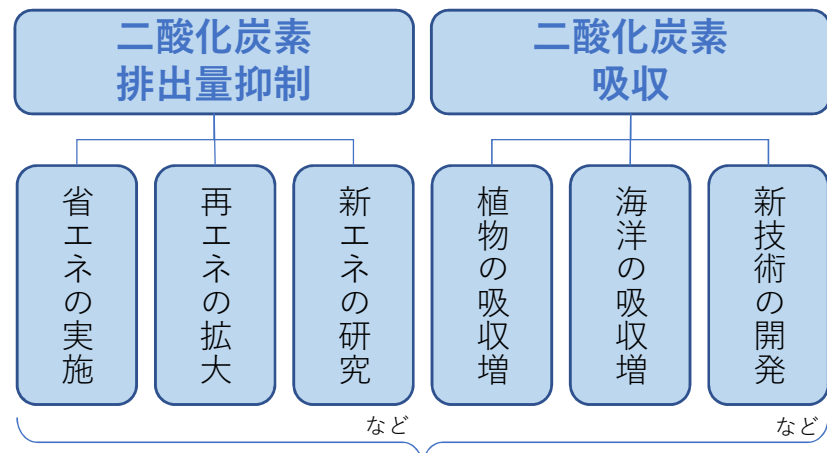 二酸化炭素
排出量抑制
二酸化炭素
吸収
省エネの実施
再エネの拡大
新エネの研究
植物の吸収増
海洋の吸収増
新技術の開発
など
など